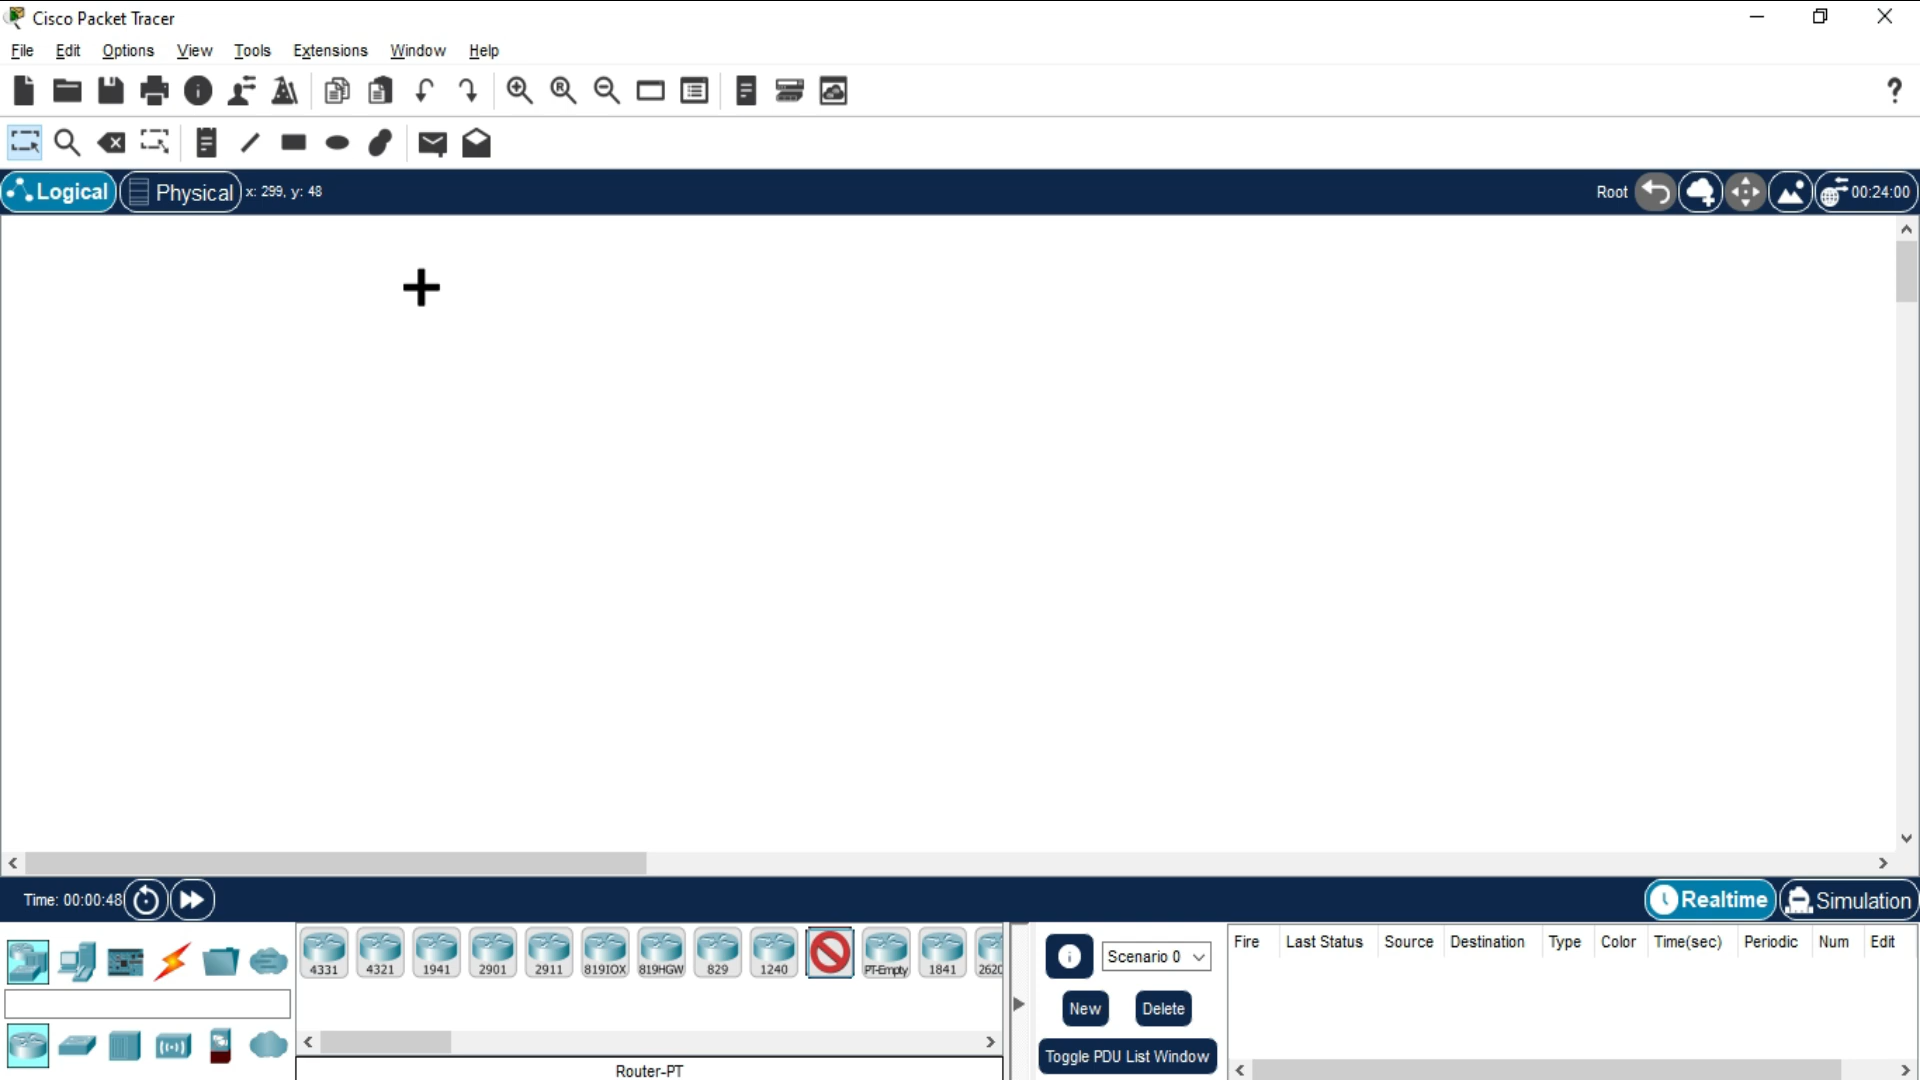 Cisco Packet Tracer
File Edit Options View Tools Extensions Window Help
Logical Physical x: 299, y: 48 Root 00:24:00
Time: 00:00:48 Realtime Simulation
4331 4321 1941 2901 2911 819IOX 819HGW 829 1240 PT-Empty 1841 2620
Scenario 0
Fire Last Status Source Destination Type Color Time(sec) Periodic Num Edit
New Delete
Toggle PDU List Window
Router-PT